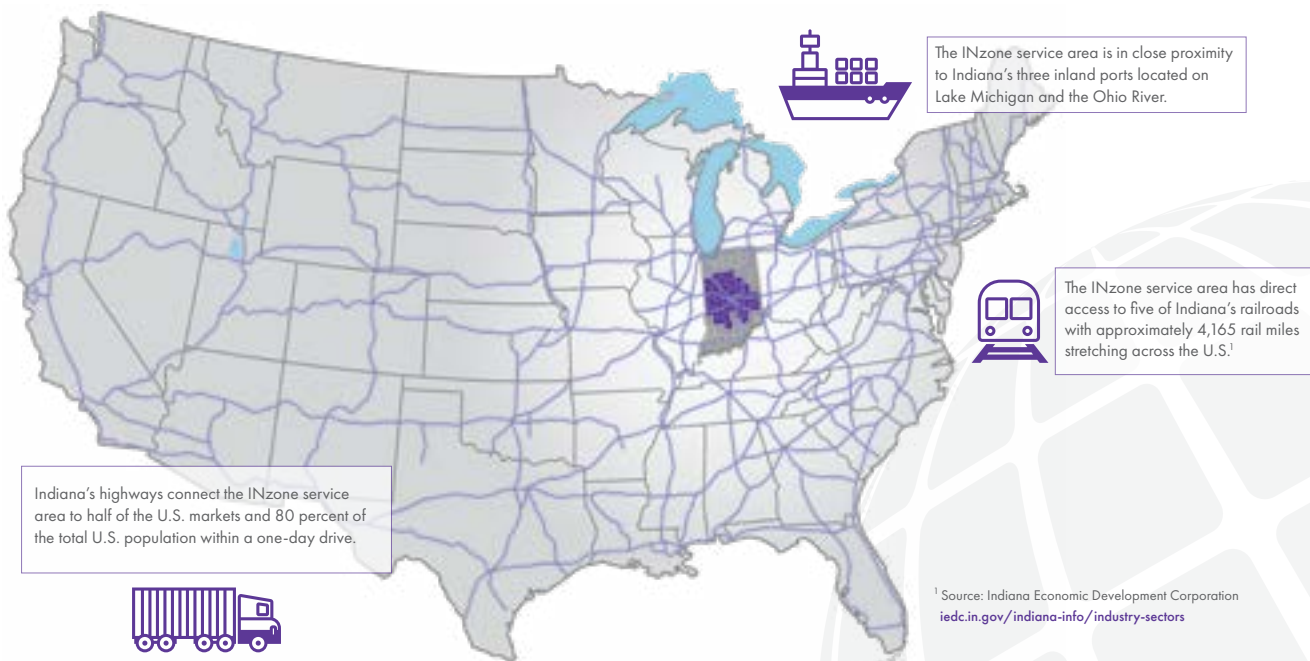 The INzone service area is in close proximity
to Indiana's three inland ports located on
Lake Michigan and the Ohio River.
The INzone service area has direct
access to five of Indiana's railroads
with approximately 4,165 rail miles
stretching across the U.S.¹
Indiana's highways connect the INzone service
area to half of the U.S. markets and 80 percent of
the total U.S. population within a one-day drive.
¹ Source: Indiana Economic Development Corporation
iedc.in.gov/indiana-info/industry-sectors